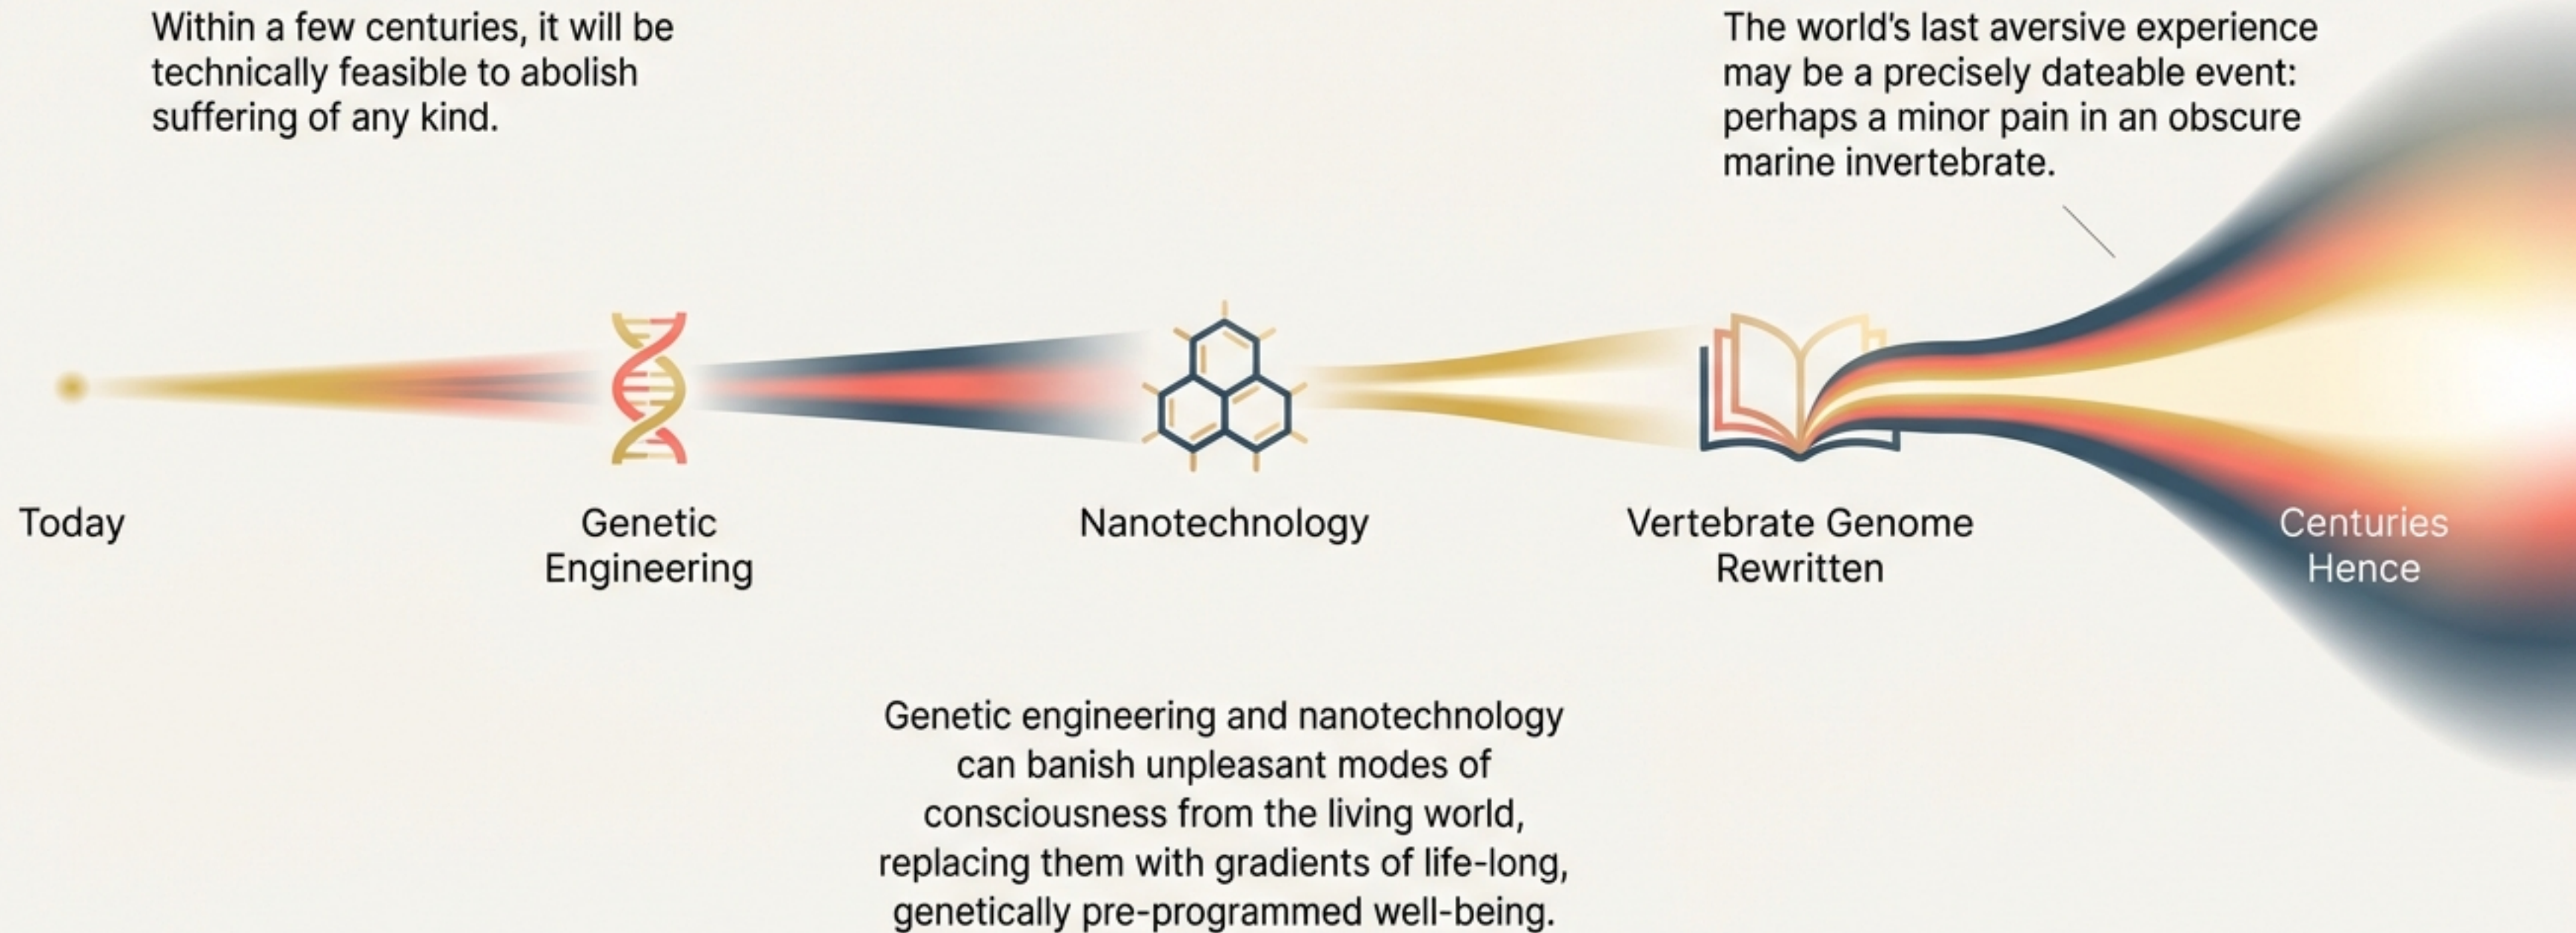 Within a few centuries, it will be
technically feasible to abolish
suffering of any kind.
The world's last aversive experience
may be a precisely dateable event:
perhaps a minor pain in an obscure
marine invertebrate.
Today
Genetic
Engineering
Nanotechnology
Vertebrate Genome
Rewritten
Centuries
Hence
Genetic engineering and nanotechnology
can banish unpleasant modes of
consciousness from the living world,
replacing them with gradients of life-long,
genetically pre-programmed well-being.